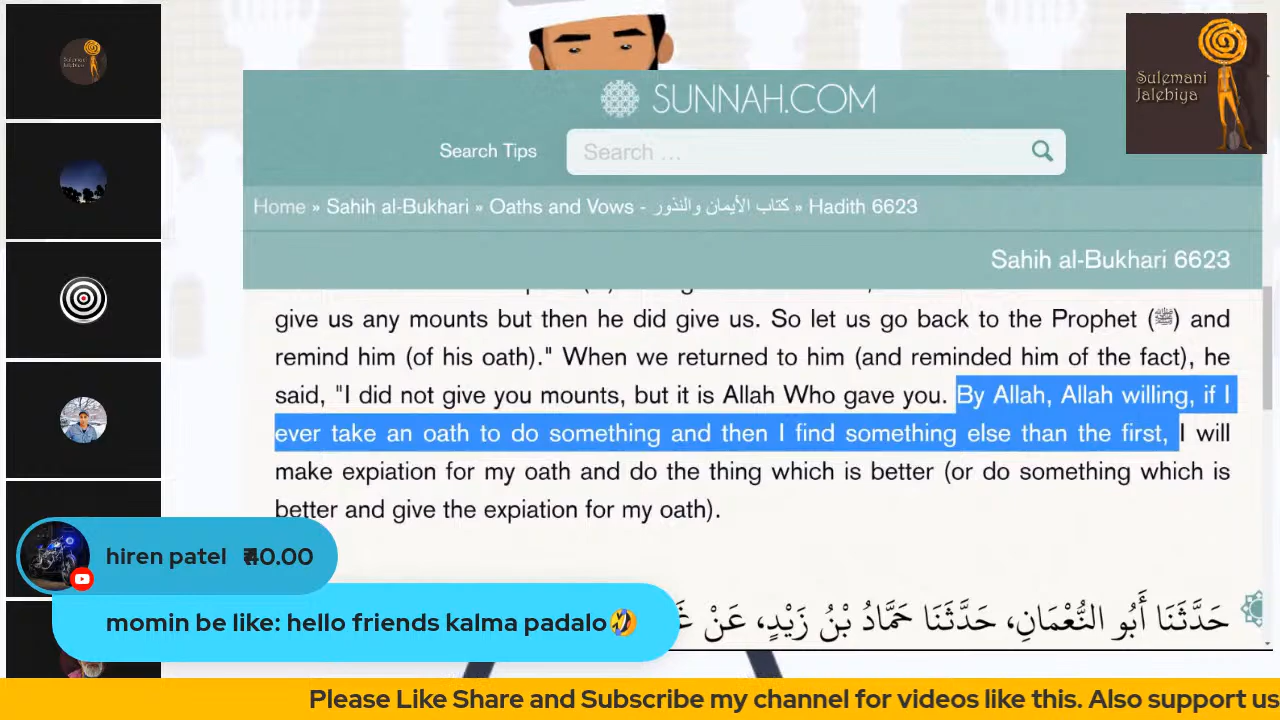 SUNNAH.COM
Sulemani
Jalebiya
Search Tips
Search ...
Home » Sahih al-Bukhari » Oaths and Vows - كتاب الأيمان والنذور » Hadith 6623
Sahih al-Bukhari 6623
give us any mounts but then he did give us. So let us go back to the Prophet (ﷺ) and
remind him (of his oath)." When we returned to him (and reminded him of the fact), he
said, "I did not give you mounts, but it is Allah Who gave you. By Allah, Allah willing, if I
ever take an oath to do something and then I find something else than the first, I will
make expiation for my oath and do the thing which is better (or do something which is
better and give the expiation for my oath).
hiren patel ₹40.00
momin be like: hello friends kalma padalo🤣
حَدَّثَنَا أَبُو النُّعْمَانِ، حَدَّثَنَا حَمَّادُ بْنُ زَيْدٍ، عَنْ
Please Like Share and Subscribe my channel for videos like this. Also support us